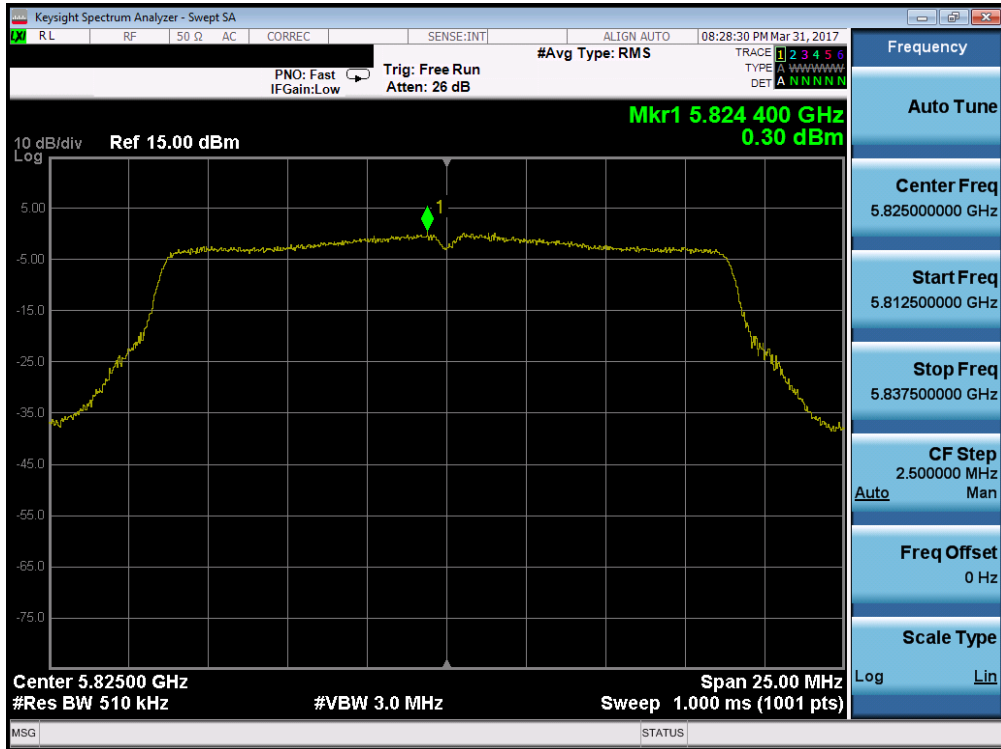 Keysight Spectrum Analyzer - Swept SA
LXI RL RF 50 Ω AC CORREC SENSE:INT ALIGN AUTO 08:28:30 PM Mar 31, 2017
#Avg Type: RMS TRACE 1 2 3 4 5 6
PNO: Fast Trig: Free Run TYPE A WWWWW
IFGain:Low Atten: 26 dB DET A N N N N N
Mkr1 5.824 400 GHz
0.30 dBm
10 dB/div Ref 15.00 dBm
Log
1
5.00
-5.00
-15.0
-25.0
-35.0
-45.0
-55.0
-65.0
-75.0
Center 5.82500 GHz Span 25.00 MHz
#Res BW 510 kHz #VBW 3.0 MHz Sweep 1.000 ms (1001 pts)
MSG STATUS
Frequency
Auto Tune
Center Freq
5.825000000 GHz
Start Freq
5.812500000 GHz
Stop Freq
5.837500000 GHz
CF Step
2.500000 MHz
Auto Man
Freq Offset
0 Hz
Scale Type
Log Lin